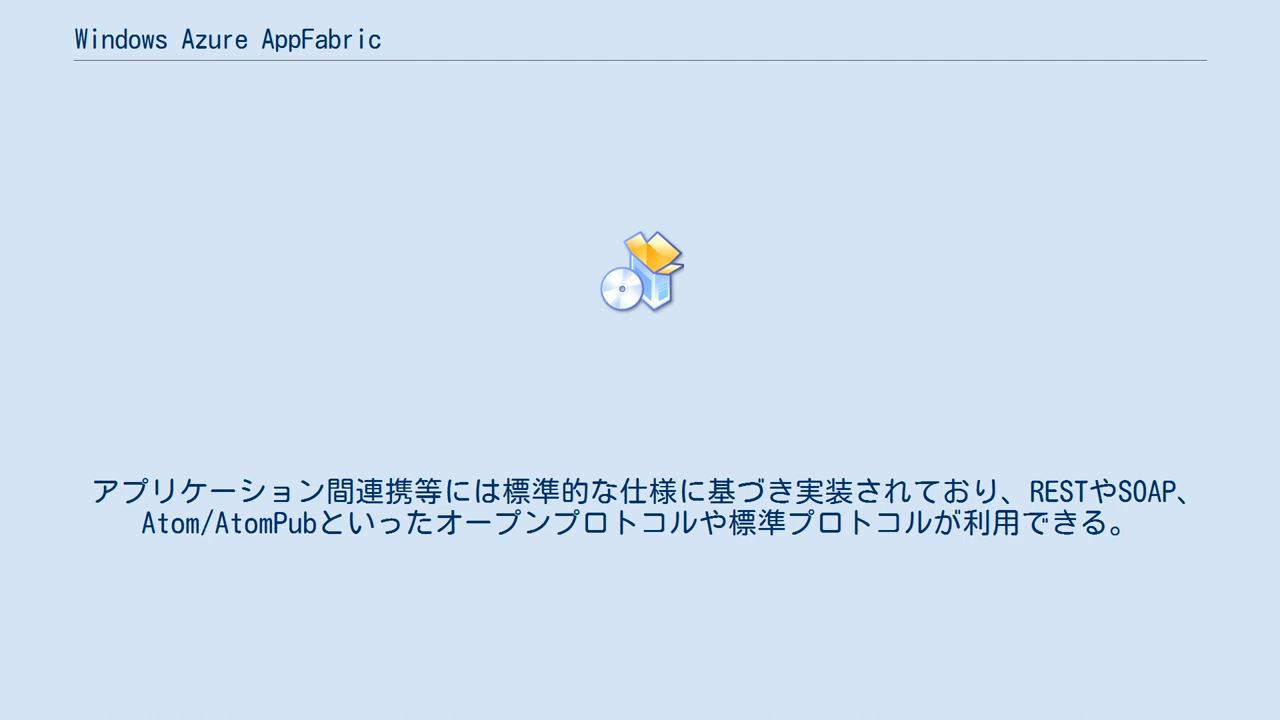 Windows Azure AppFabric
アプリケーション間連携等には標準的な仕様に基づき実装されており、RESTやSOAP、
Atom/AtomPubといったオープンプロトコルや標準プロトコルが利用できる。